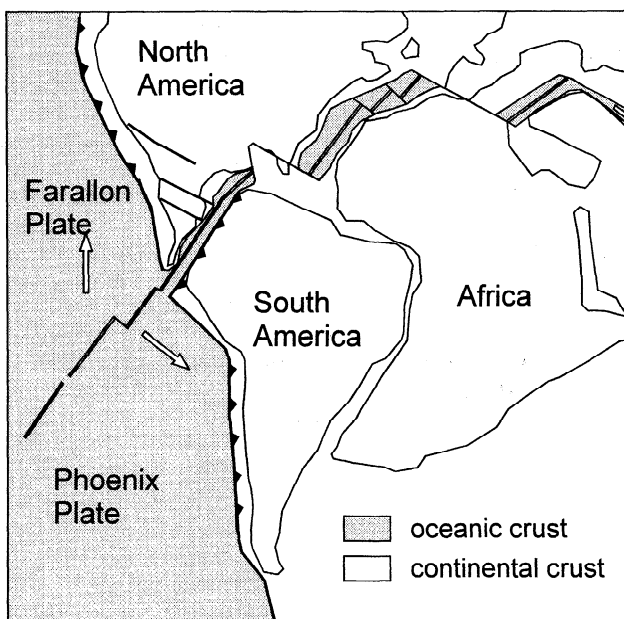 North
America
Farallon
Plate
South
America
Africa
Phoenix
Plate
oceanic crust
continental crust